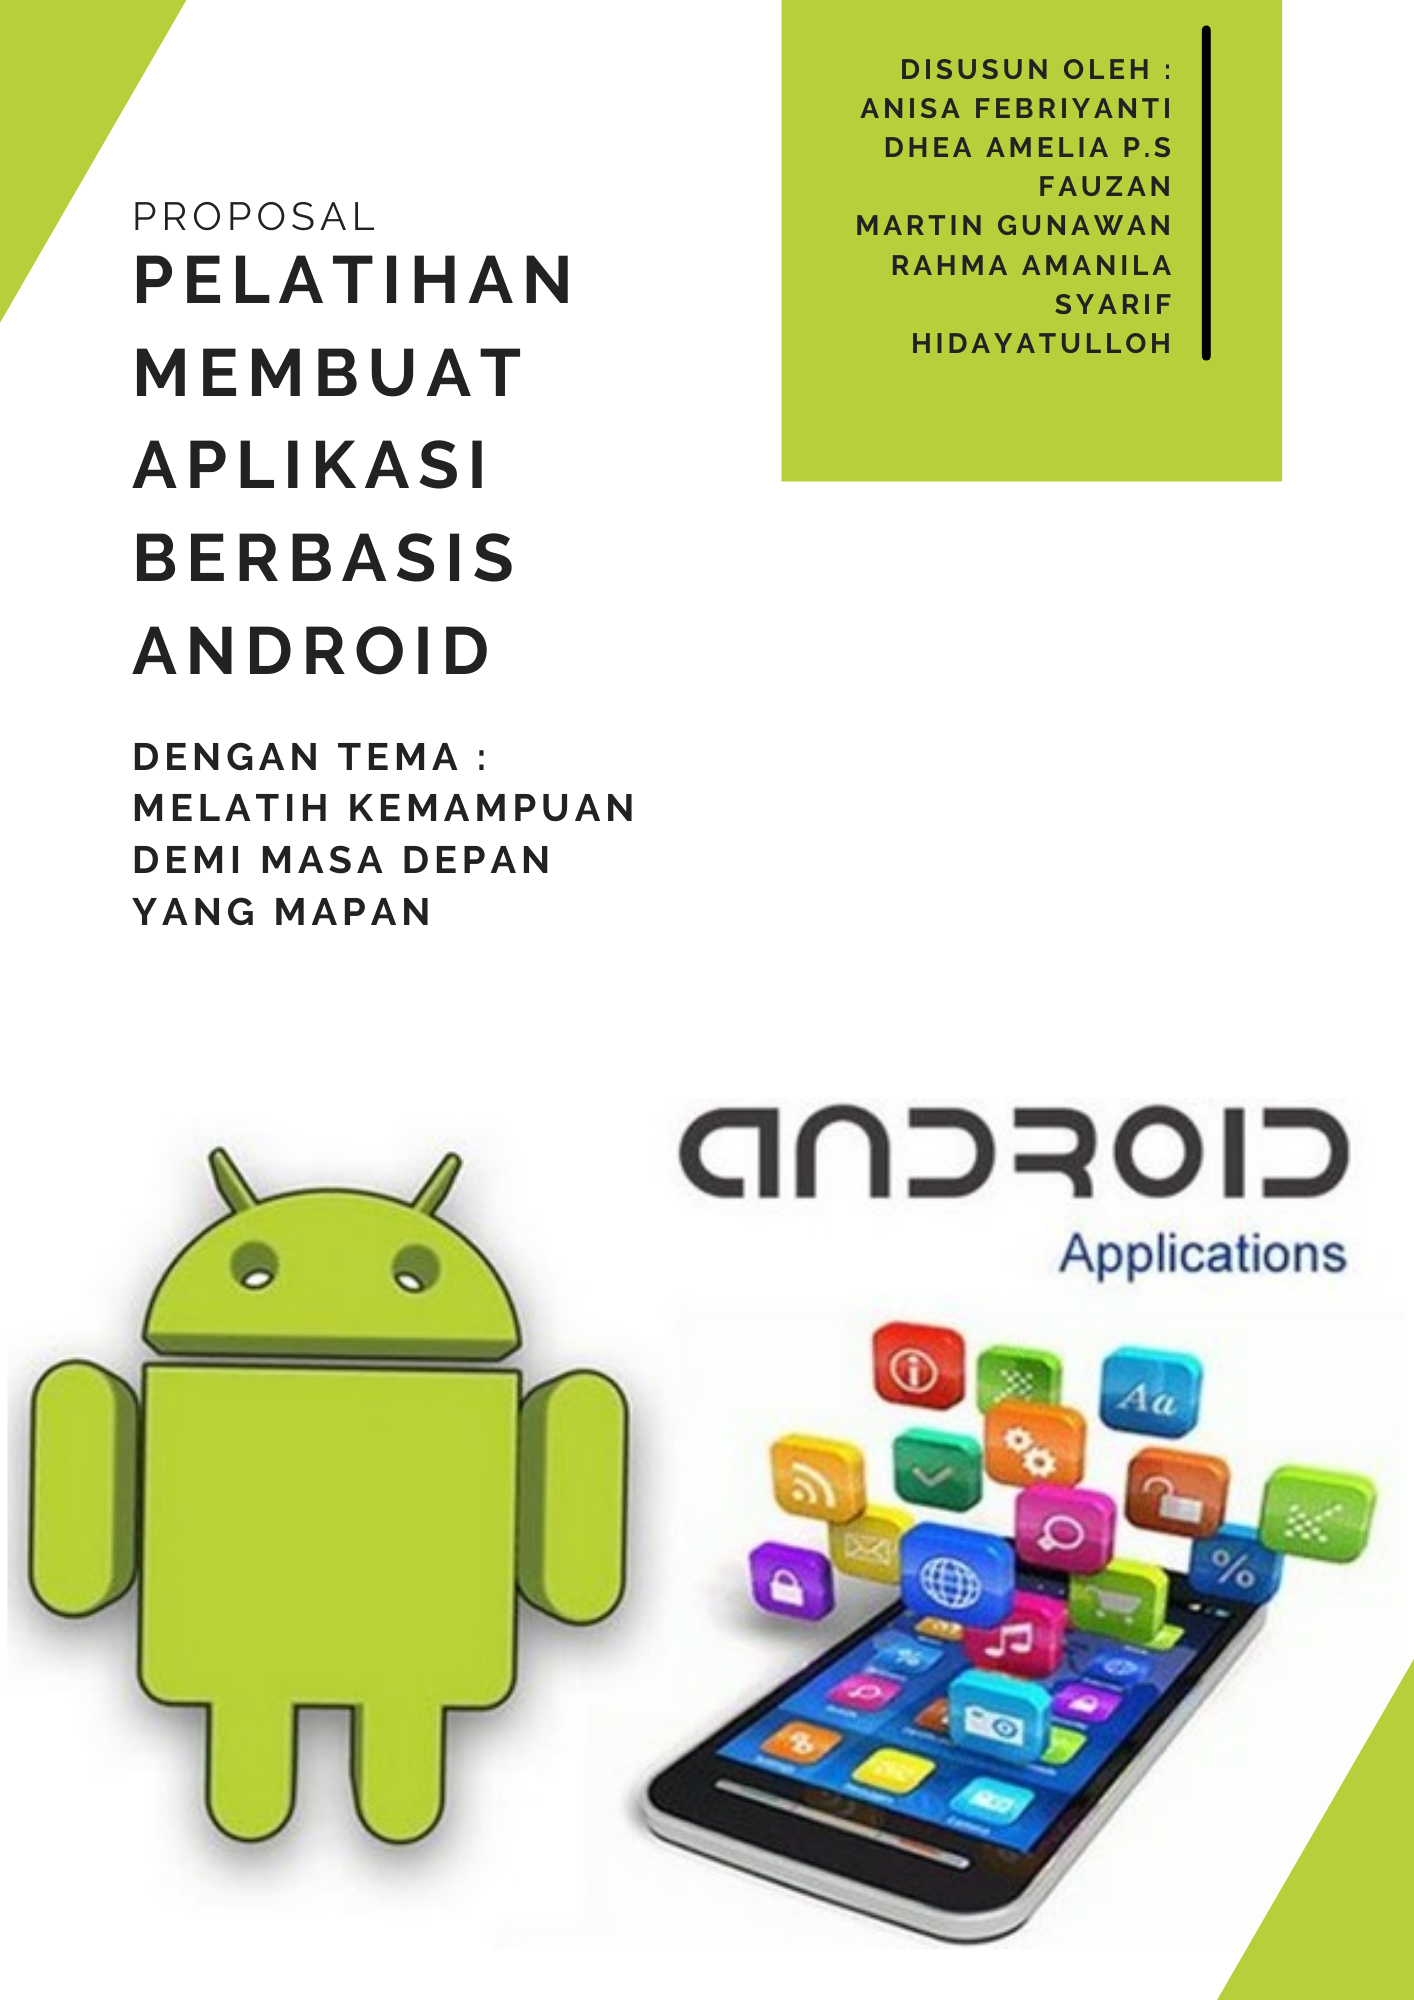 DISUSUN OLEH :
ANISA FEBRIYANTI
DHEA AMELIA P.S
FAUZAN
MARTIN GUNAWAN
RAHMA AMANILA
SYARIF
HIDAYATULLOH
PROPOSAL
PELATIHAN
MEMBUAT
APLIKASI
BERBASIS
ANDROID
DENGAN TEMA :
MELATIH KEMAMPUAN
DEMI MASA DEPAN
YANG MAPAN
ANDROID
Applications
Aa
%